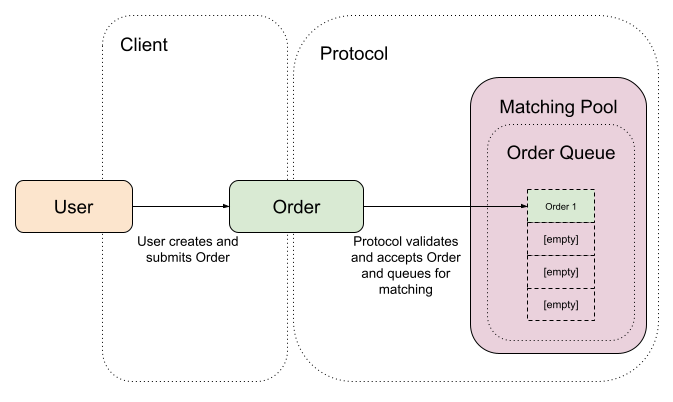 Client
Protocol
Matching Pool
Order Queue
User
Order
Order 1
[empty]
[empty]
[empty]
User creates and
submits Order
Protocol validates
and accepts Order
and queues for
matching